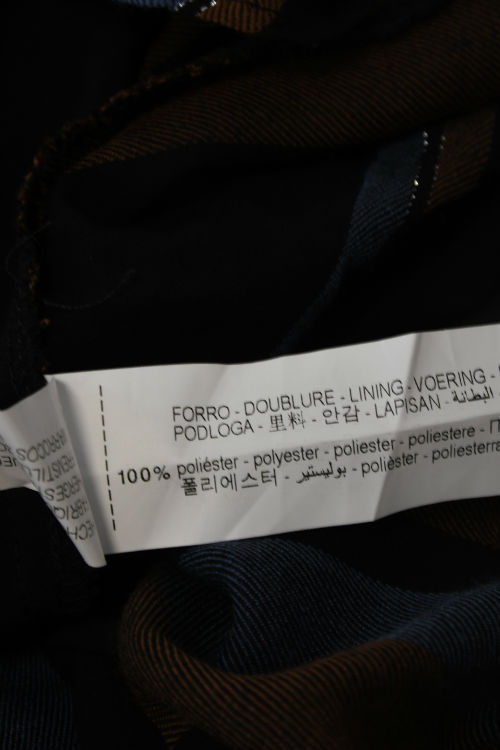 FORRO - DOUBLURE - LINING - VOERING -
PODLOGA - 里料 - 안감 - LAPISAN - البطانة
100% poliéster - polyester - poliester - poliestere -
폴리에스터 - بوليستير - polièster - poliesterra